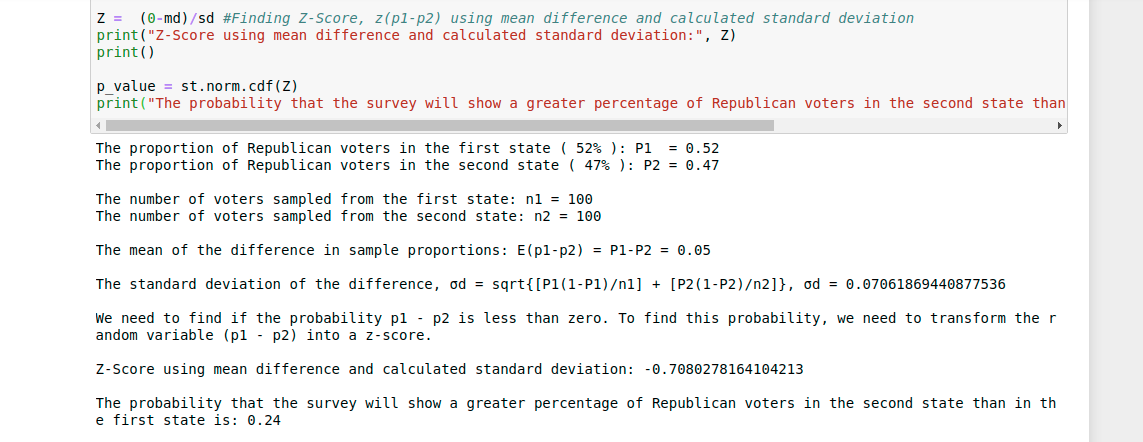 Z =  (0-md)/sd #Finding Z-Score, z(p1-p2) using mean difference and calculated standard deviation
print("Z-Score using mean difference and calculated standard deviation:", Z)
print()
p_value = st.norm.cdf(Z)
print("The probability that the survey will show a greater percentage of Republican voters in the second state than
The proportion of Republican voters in the first state ( 52% ): P1  = 0.52
The proportion of Republican voters in the second state ( 47% ): P2 = 0.47
The number of voters sampled from the first state: n1 = 100
The number of voters sampled from the second state: n2 = 100
The mean of the difference in sample proportions: E(p1-p2) = P1-P2 = 0.05
The standard deviation of the difference, σd = sqrt{[P1(1-P1)/n1] + [P2(1-P2)/n2]}, σd = 0.07061869440877536
We need to find if the probability p1 - p2 is less than zero. To find this probability, we need to transform the r
andom variable (p1 - p2) into a z-score.
Z-Score using mean difference and calculated standard deviation: -0.7080278164104213
The probability that the survey will show a greater percentage of Republican voters in the second state than in th
e first state is: 0.24